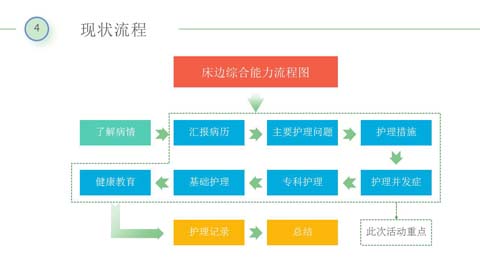 4
现状流程
床边综合能力流程图
了解病情
汇报病历
主要护理问题
护理措施
护理并发症
专科护理
基础护理
健康教育
护理记录
总结
此次活动重点